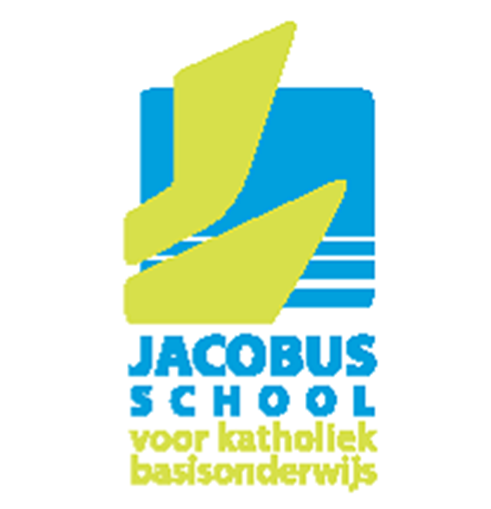 JACOBUS
SCHOOL
voor katholiek
basisonderwijs